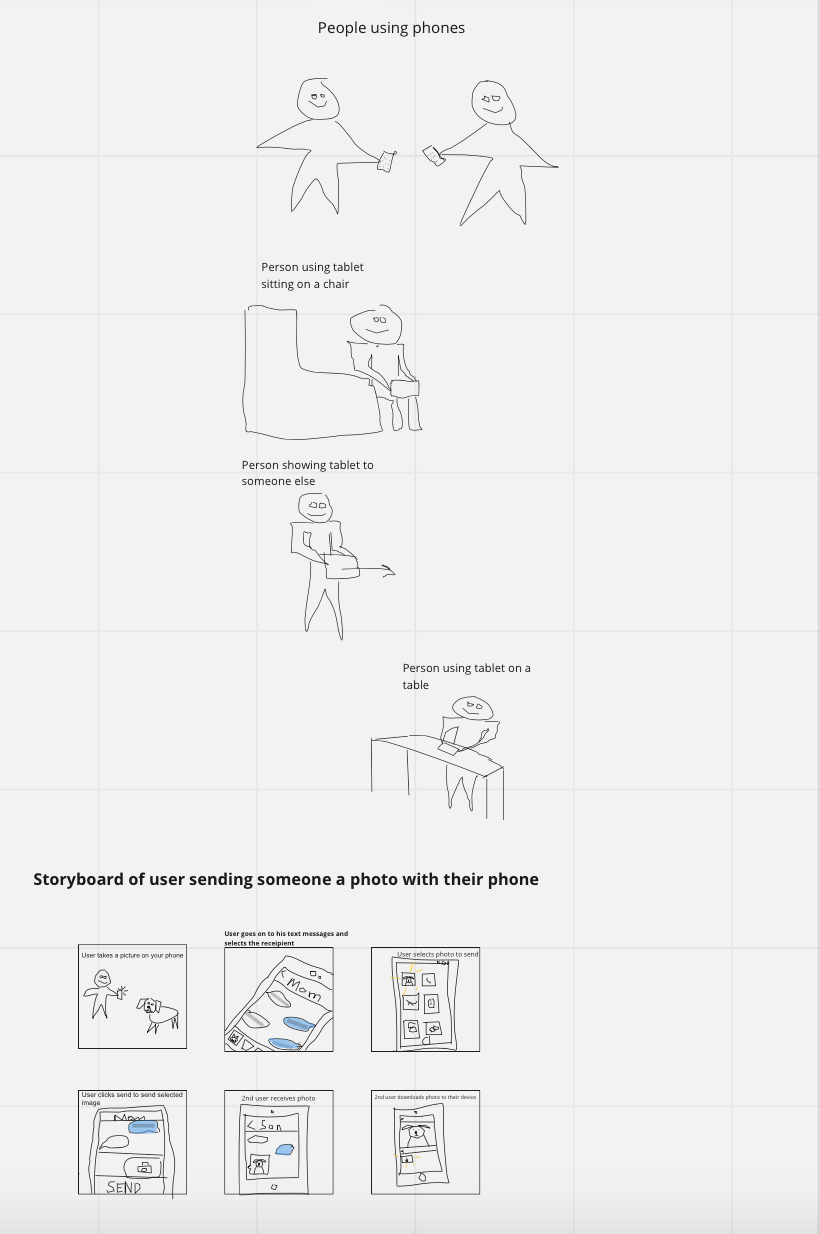 People using phones
Person using tablet
sitting on a chair
Person showing tablet to
someone else
Person using tablet on a
table
Storyboard of user sending someone a photo with their phone
User takes a picture on your phone
User goes on to his text messages and
selects the receipient
< Mom
User selects photo to send
User clicks send to send selected
image
Mom
SEND
2nd user receives photo
< Son
2nd user downloads photo to their device